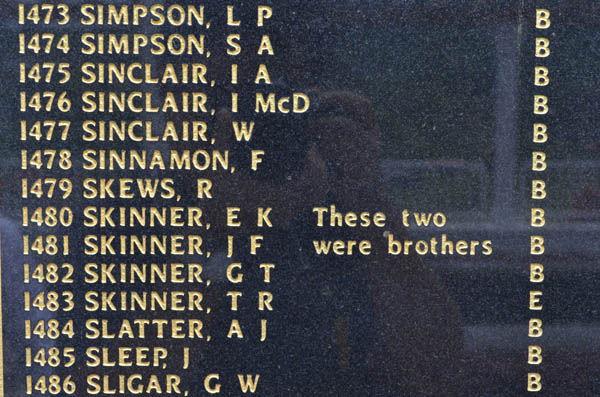 1473 SIMPSON, L P B
1474 SIMPSON, S A B
1475 SINCLAIR, I A B
1476 SINCLAIR, I McD B
1477 SINCLAIR, W B
1478 SINNAMON, F B
1479 SKEWS, R B
1480 SKINNER, E K These two B
1481 SKINNER, J F were brothers B
1482 SKINNER, G T B
1483 SKINNER, T R E
1484 SLATTER, A J B
1485 SLEEP, J B
1486 SLIGAR, G W B